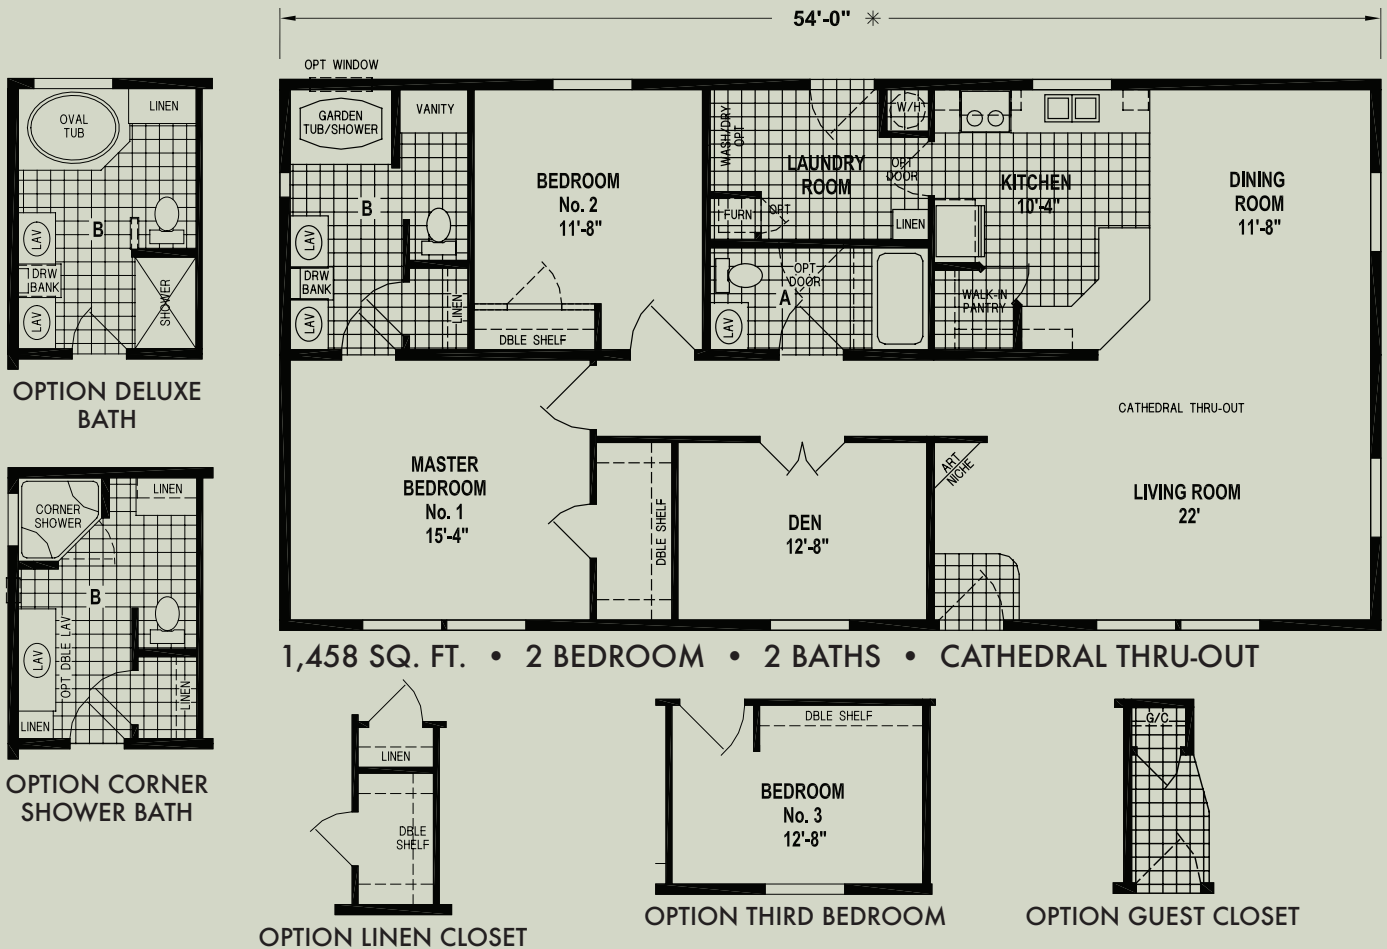 54'-0" ✳
OPT WINDOW
GARDEN
TUB/SHOWER
VANITY
B
LAV
DRW
BANK
LAV
LINEN
BEDROOM
No. 2
11'-8"
DBLE SHELF
WASH/DRY
OPT
LAUNDRY
ROOM
W/H
OPT
DOOR
FURN
OPT
LINEN
OPT
DOOR
A
LAV
KITCHEN
10'-4"
WALK-IN
PANTRY
DINING
ROOM
11'-8"
CATHEDRAL THRU-OUT
MASTER
BEDROOM
No. 1
15'-4"
DBLE SHELF
DEN
12'-8"
ART
NICHE
LIVING ROOM
22'
1,458 SQ. FT. • 2 BEDROOM • 2 BATHS • CATHEDRAL THRU-OUT
OVAL
TUB
LINEN
B
LAV
DRW
BANK
LAV
SHOWER
OPTION DELUXE
BATH
CORNER
SHOWER
LINEN
B
LAV
OPT DBLE LAV
LINEN
LINEN
OPTION CORNER
SHOWER BATH
LINEN
DBLE
SHELF
OPTION LINEN CLOSET
DBLE SHELF
BEDROOM
No. 3
12'-8"
OPTION THIRD BEDROOM
G/C
OPTION GUEST CLOSET